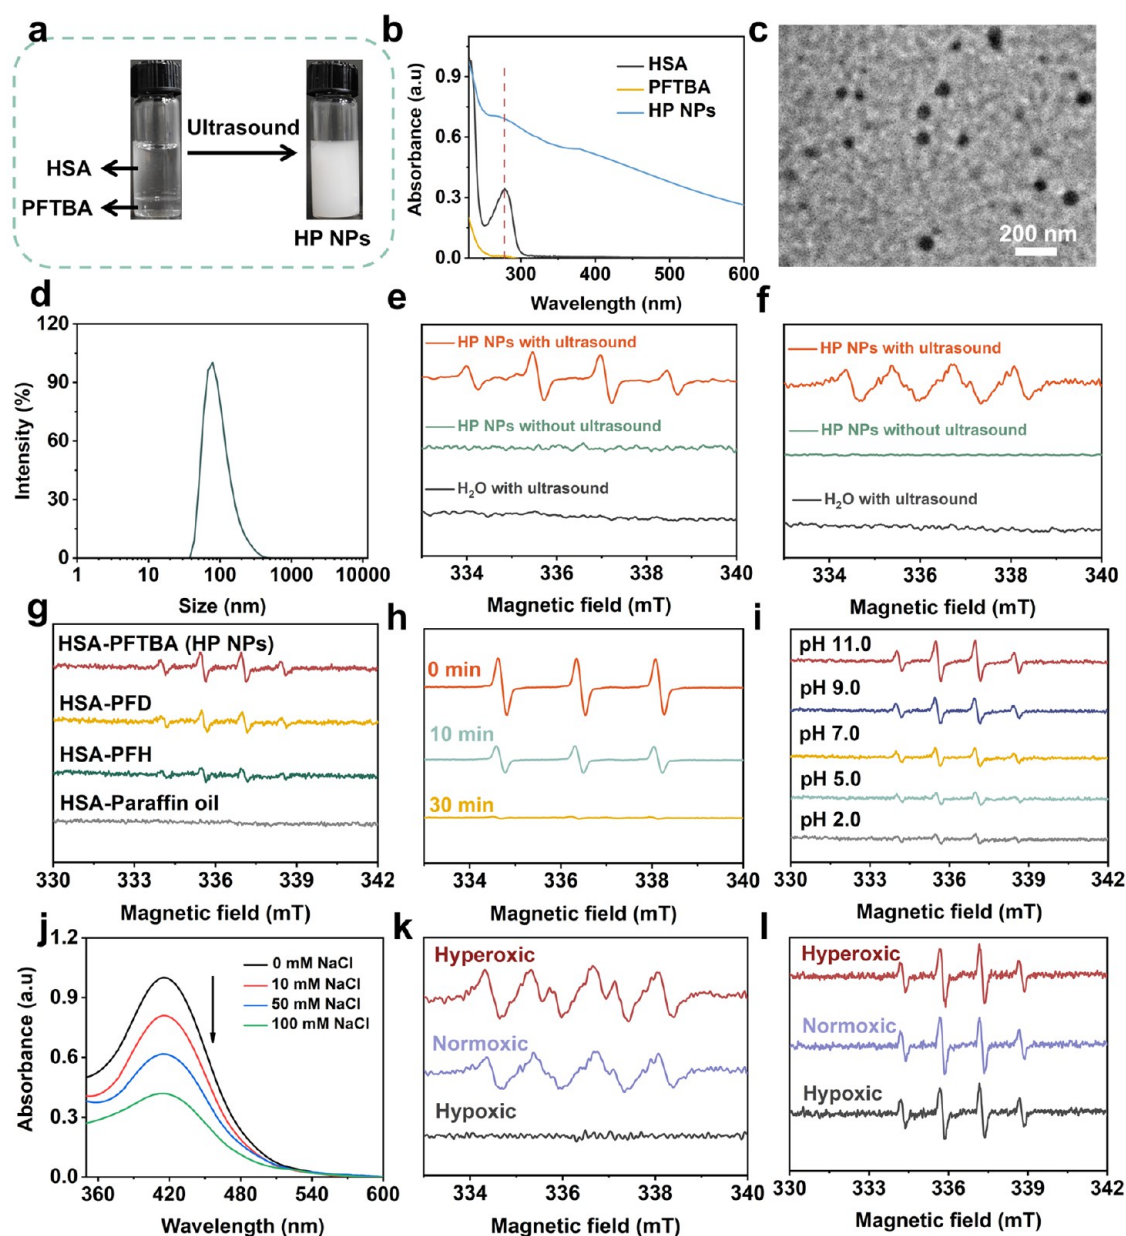 a
HSA
PFTBA
Ultrasound
HP NPs
b
Absorbance (a.u)
0.9
0.6
0.3
0.0
HSA
PFTBA
HP NPs
280
400
500
600
Wavelength (nm)
c
200 nm
d
Intensity (%)
120
90
60
30
0
1
10
100
1000
10000
Size (nm)
e
HP NPs with ultrasound
HP NPs without ultrasound
H₂O with ultrasound
334
336
338
340
Magnetic field (mT)
f
HP NPs with ultrasound
HP NPs without ultrasound
H₂O with ultrasound
334
336
338
340
Magnetic field (mT)
g
HSA-PFTBA (HP NPs)
HSA-PFD
HSA-PFH
HSA-Paraffin oil
330
333
336
339
342
Magnetic field (mT)
h
0 min
10 min
30 min
334
336
338
340
Magnetic field (mT)
i
pH 11.0
pH 9.0
pH 7.0
pH 5.0
pH 2.0
330
333
336
339
342
Magnetic field (mT)
j
Absorbance (a.u)
1.2
0.9
0.6
0.3
0.0
0 mM NaCl
10 mM NaCl
50 mM NaCl
100 mM NaCl
360
420
480
540
600
Wavelength (nm)
k
Hyperoxic
Normoxic
Hypoxic
334
336
338
340
Magnetic field (mT)
l
Hyperoxic
Normoxic
Hypoxic
330
333
336
339
342
Magnetic field (mT)